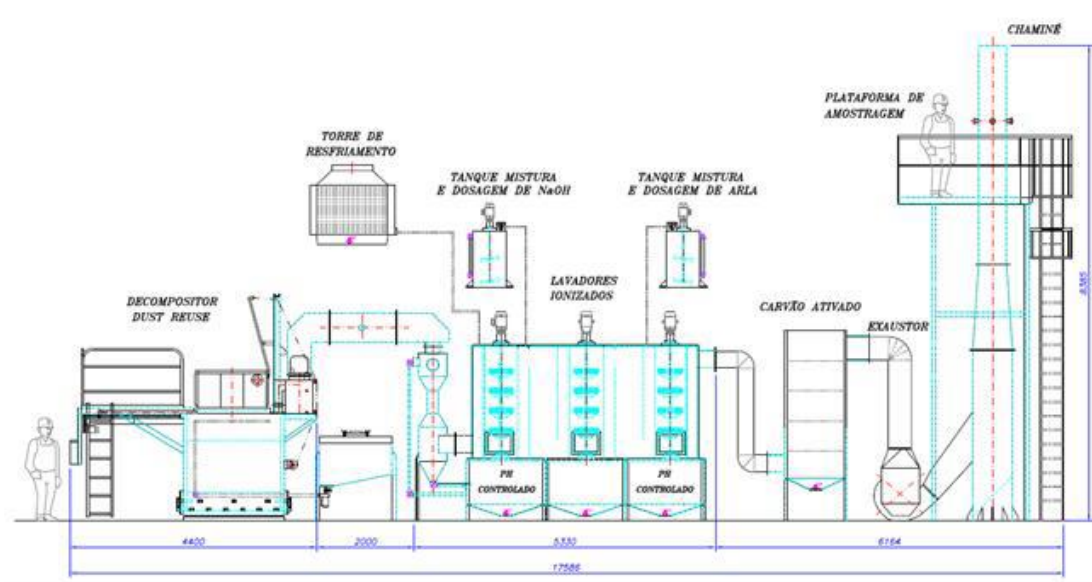 CHAMINÉ
PLATAFORMA DE
AMOSTRAGEM
TORRE DE
RESFRIAMENTO
TANQUE MISTURA
E DOSAGEM DE NaOH
TANQUE MISTURA
E DOSAGEM DE ARLA
LAVADORES
IONIZADOS
DECOMPOSITOR
DUST REUSE
CARVÃO ATIVADO
EXAUSTOR
8385
PH
CONTROLADO
PH
CONTROLADO
4400
2000
5330
6164
17586